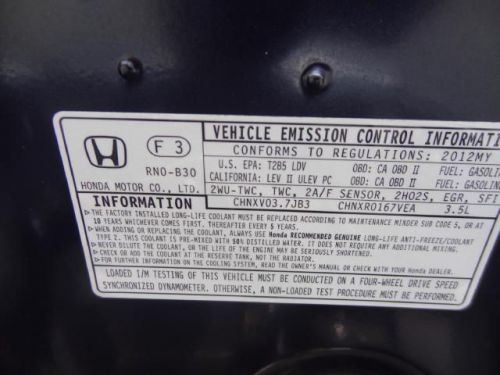 F 3
RNO-B30
HONDA MOTOR CO., LTD.
VEHICLE EMISSION CONTROL INFORMATI
CONFORMS TO REGULATIONS: 2012MY
U.S. EPA: T2B5 LDV OBD: CA OBD II FUEL: GASOLIN
CALIFORNIA: LEV II ULEV PC OBD: CA OBD II FUEL: GASOLI
2WU-TWC, TWC, 2A/F SENSOR, 2HO2S, EGR, SFI
CHNXV03.7JB3 CHNXR0167VEA 3.5L
INFORMATION
THE FACTORY INSTALLED LONG-LIFE COOLANT MUST BE REPLACED ACCORDING TO MAINTENANCE MINDER SUB CODE 5, OR AT
10 YEARS WHICHEVER COMES FIRST, THEREAFTER EVERY 5 YEARS.
WHEN ADDING OR REPLACING THE COOLANT, ALWAYS USE Honda RECOMMENDED GENUINE LONG-LIFE ANTI-FREEZE/COOLANT
TYPE 2. THIS COOLANT IS PRE-MIXED WITH 50% DISTILLED WATER. IT DOES NOT REQUIRE ANY ADDITIONAL MIXING.
NEVER DILUTE THE COOLANT, OR THE LIFE OF THE ENGINE MAY BE SERIOUSLY SHORTENED.
CHECK OR ADD THE COOLANT AT THE RESERVE TANK, NOT THE RADIATOR.
FOR FURTHER INFORMATION ON THE COOLING SYSTEM, READ THE OWNER'S MANUAL OR CHECK WITH YOUR Honda DEALER.
LOADED I/M TESTING OF THIS VEHICLE MUST BE CONDUCTED ON A FOUR-WHEEL DRIVE SPEED
SYNCHRONIZED DYNAMOMETER. OTHERWISE, A NON-LOADED TEST PROCEDURE MUST BE PERFORMED.